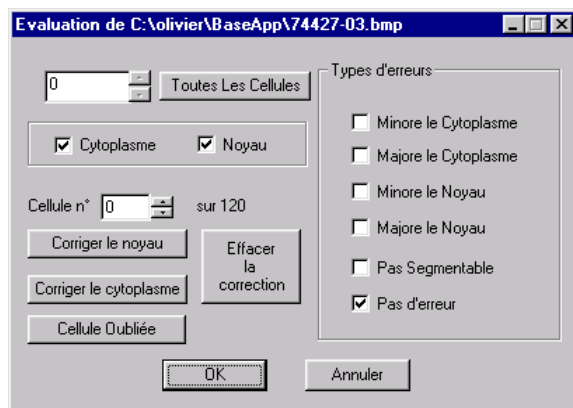 Evaluation de C:\olivier\BaseApp\74427-03.bmp
0
Toutes Les Cellules
Cytoplasme
Noyau
Cellule n° 0 sur 120
Corriger le noyau
Corriger le cytoplasme
Cellule Oubliée
Effacer
la
correction
Types d'erreurs
Minore le Cytoplasme
Majore le Cytoplasme
Minore le Noyau
Majore le Noyau
Pas Segmentable
Pas d'erreur
OK
Annuler